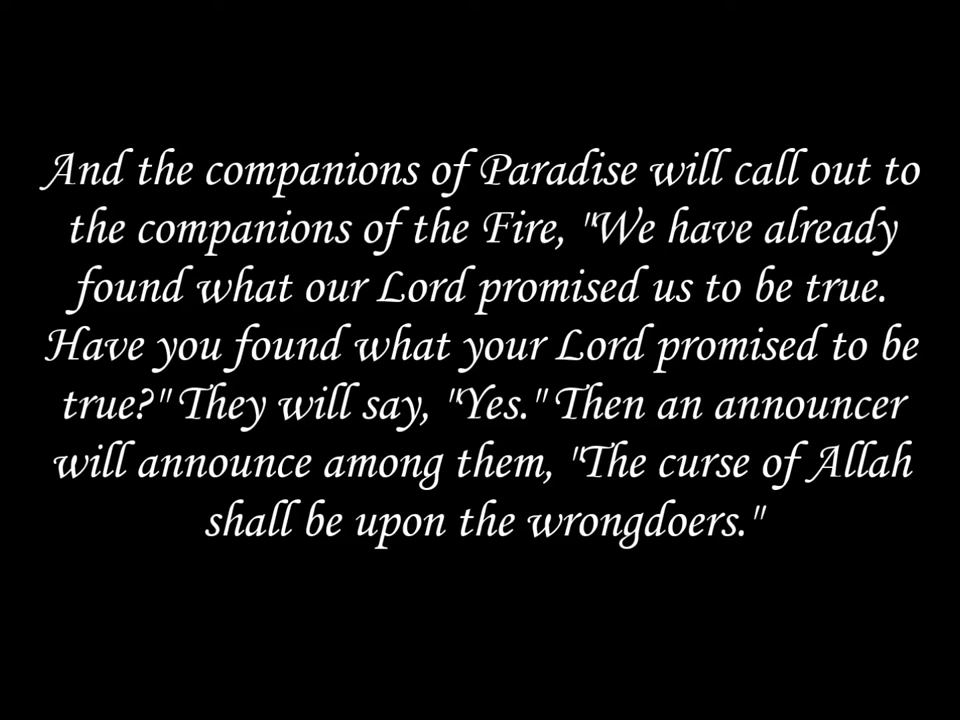 And the companions of Paradise will call out to
the companions of the Fire, "We have already
found what our Lord promised us to be true.
Have you found what your Lord promised to be
true?" They will say, "Yes." Then an announcer
will announce among them, "The curse of Allah
shall be upon the wrongdoers."